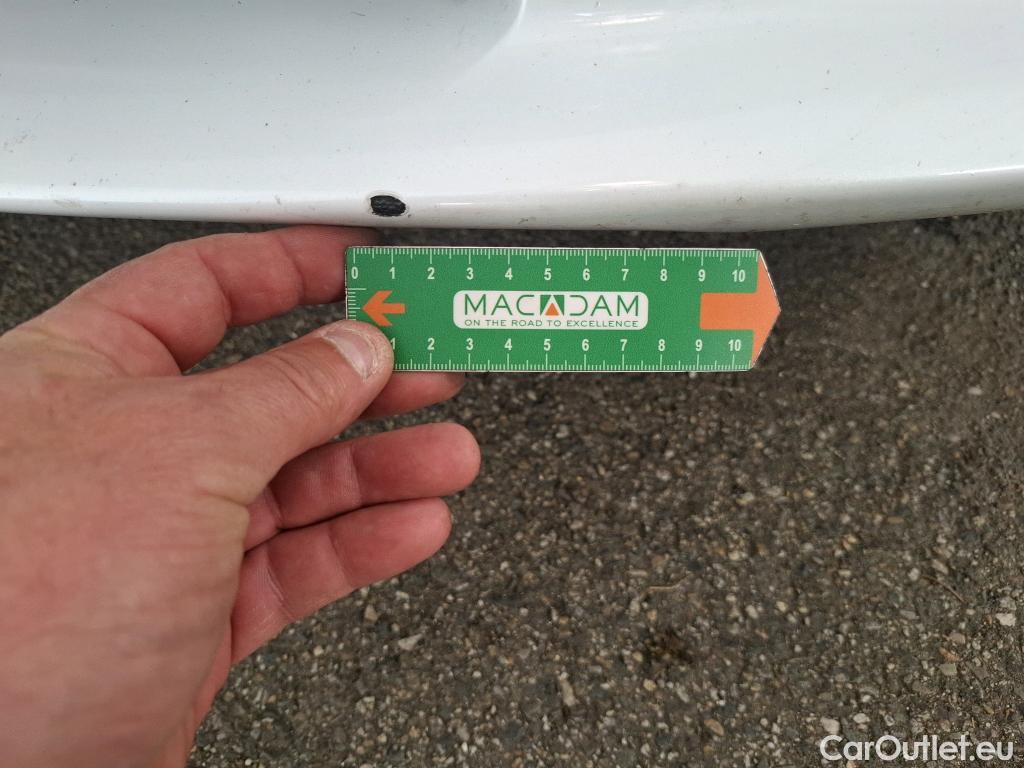 0 1 2 3 4 5 6 7 8 9 10
MACADAM
ON THE ROAD TO EXCELLENCE
1 2 3 4 5 6 7 8 9 10
CarOutlet.eu